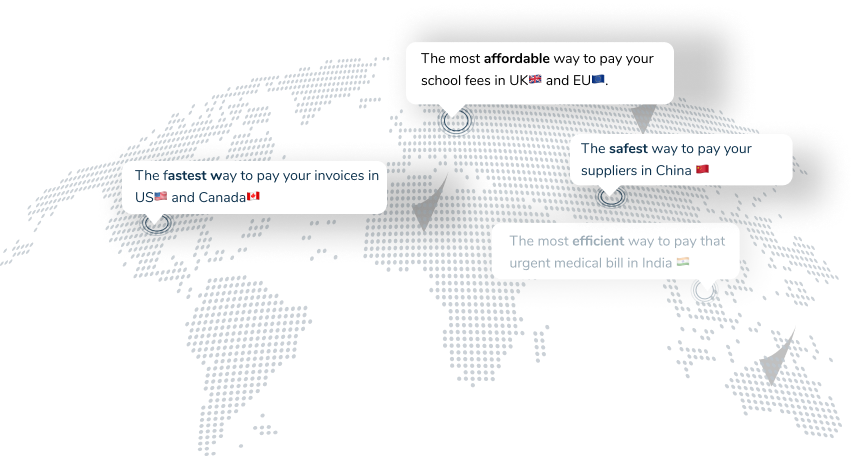 The most affordable way to pay your
school fees in UK🇬🇧 and EU🇪🇺.
The safest way to pay your
suppliers in China 🇨🇳
The fastest way to pay your invoices in
US🇺🇸 and Canada🇨🇦
The most efficient way to pay that
urgent medical bill in India 🇮🇳